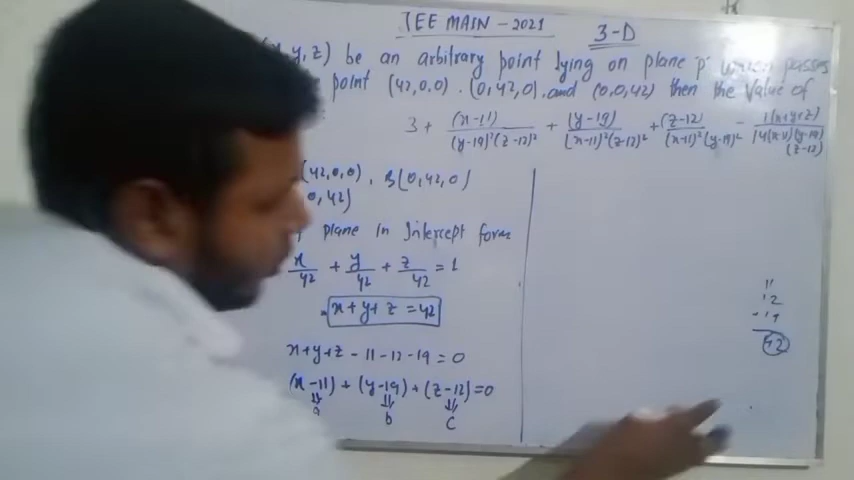 JEE MAIN - 2021
3-D
y, z) be an arbitrary point lying on plane p which passes
point (42,0,0) . (0,42,0) .and (0,0,42) then the Value of
3 + (x-11)/(y-19)²(z-12)² + (y-19)/(x-11)²(z-12)² + (z-12)/(x-11)²(y-19)² - (x+y+z)/14(x-11)(y-19)(z-12)
(42,0,0) , B(0,42,0)
0,42)
plane in Intercept form
x/42 + y/42 + z/42 = 1
x+y+z =42
x+y+z - 11-12-19 =0
(x-11) + (y-19) + (z-12) =0
a b c
11
12
19
42